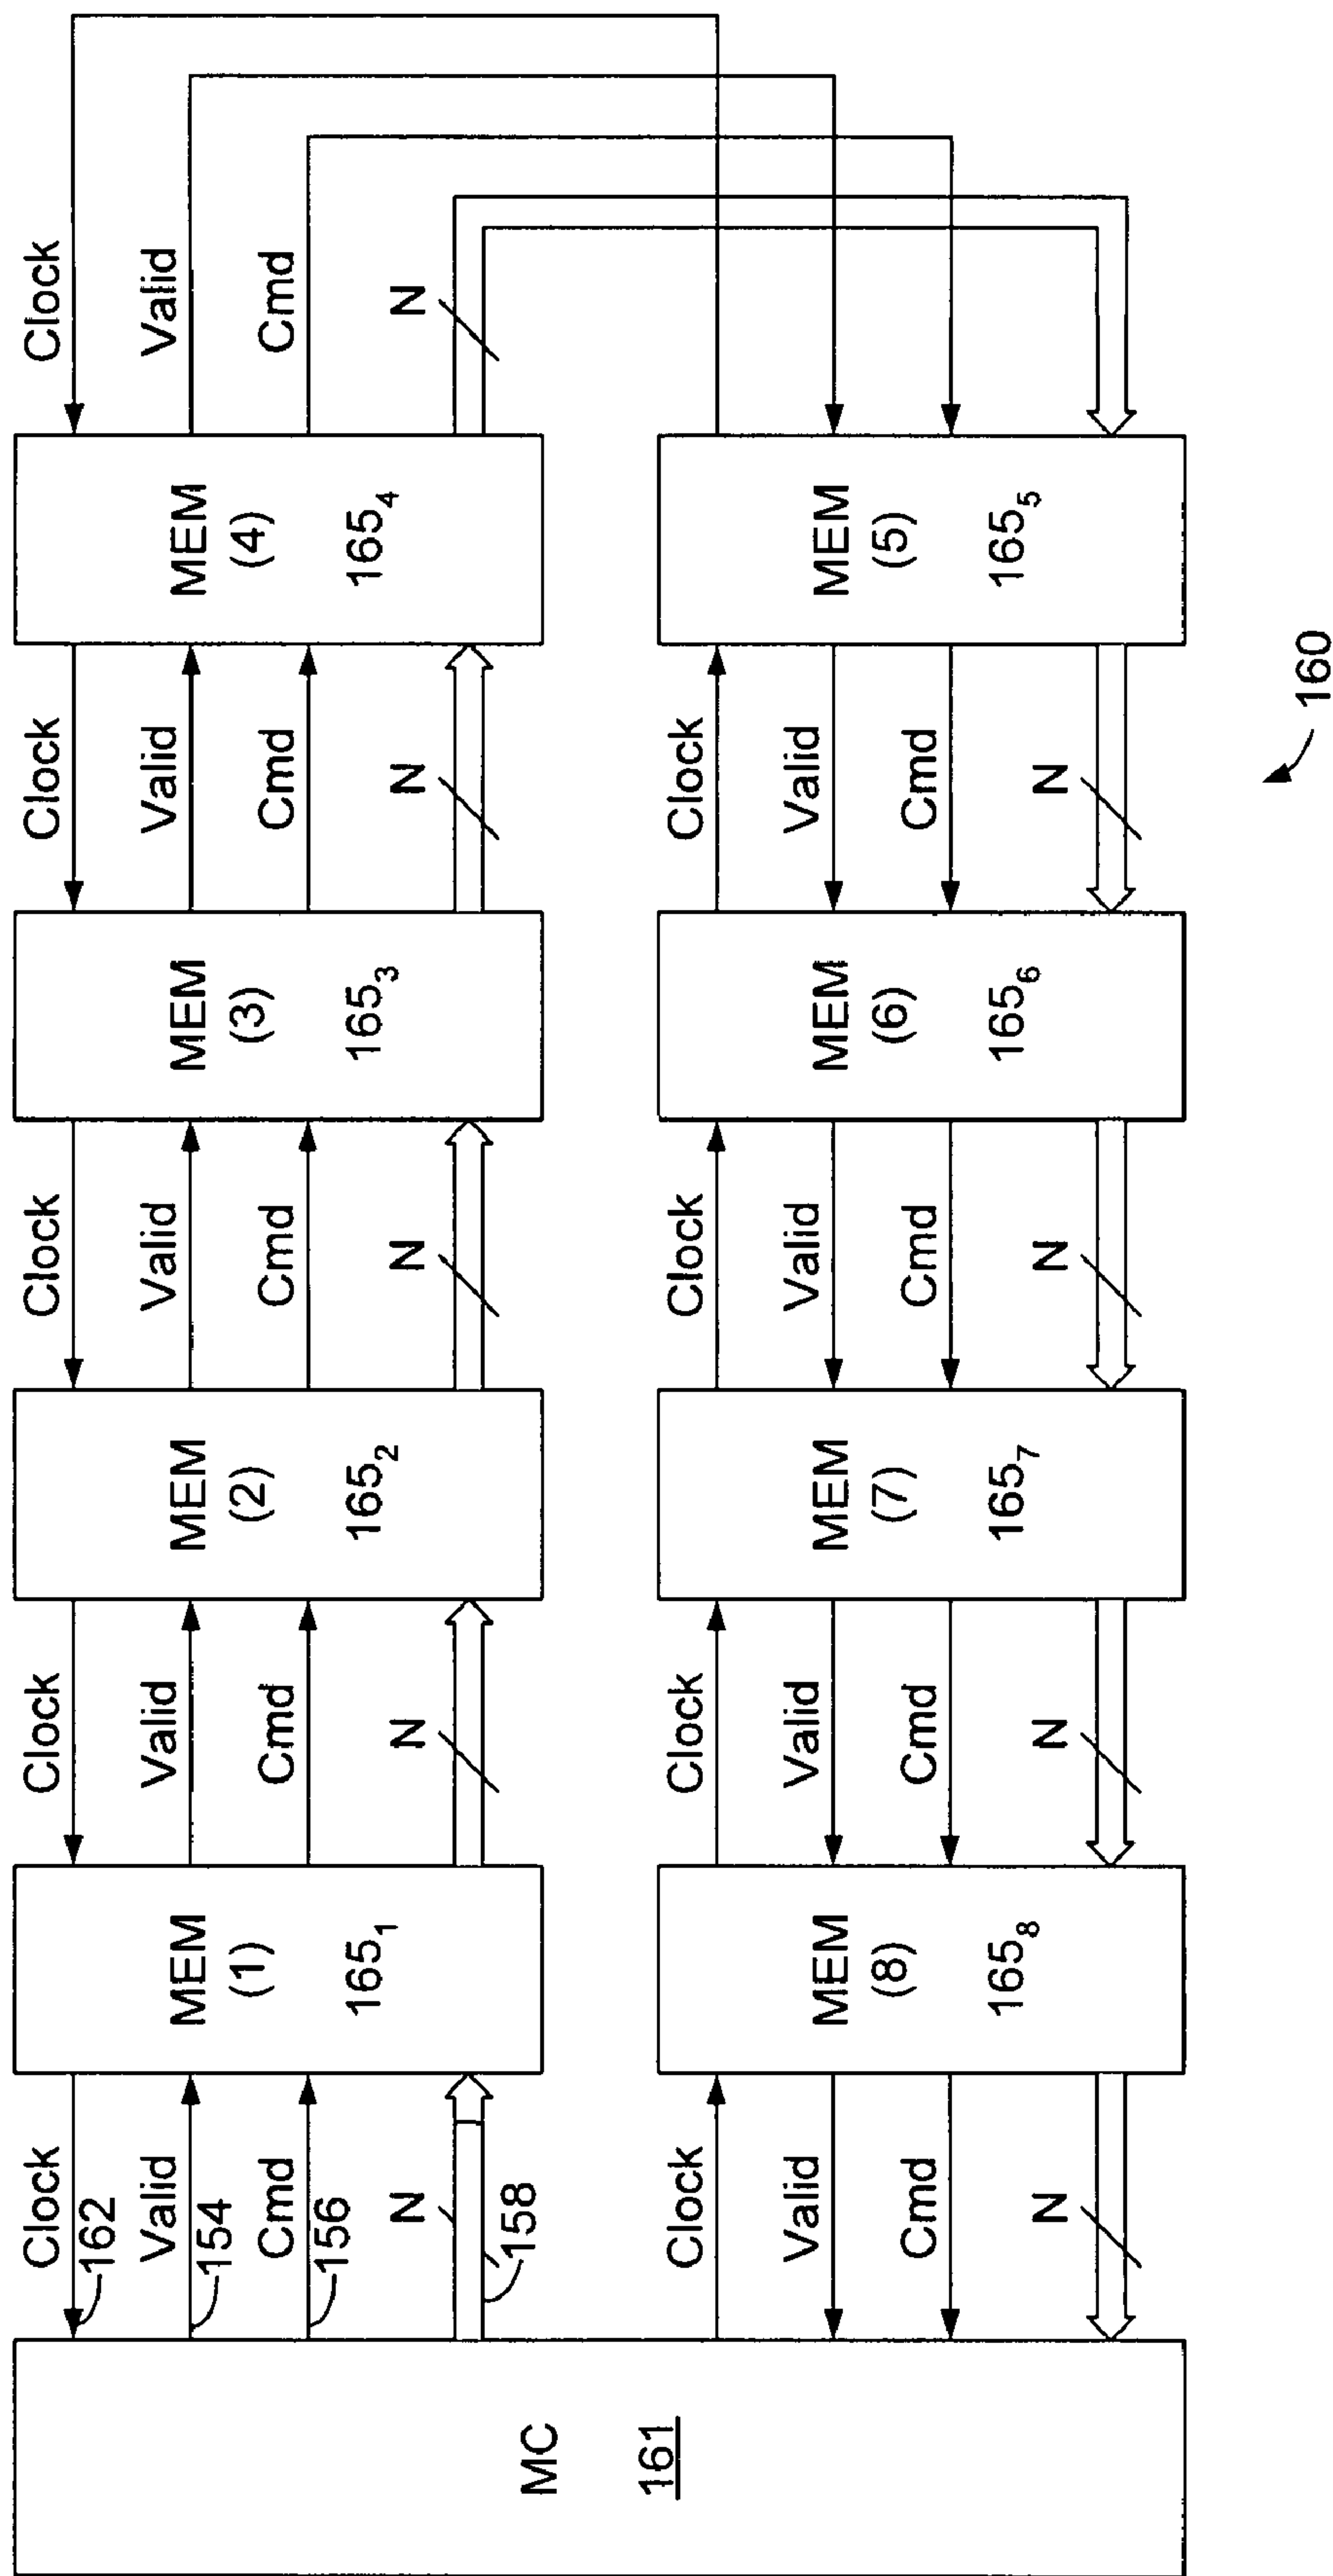 Clock
Clock
Clock
Clock
Clock
162
Valid
MEM
Valid
MEM
Valid
MEM
Valid
MEM
Valid
154
(1)
(2)
(3)
(4)
Cmd
Cmd
Cmd
Cmd
Cmd
156
165₁
165₂
165₃
165₄
N
N
N
N
N
158
MC
161
Clock
Clock
Clock
Clock
Valid
MEM
Valid
MEM
Valid
MEM
Valid
MEM
(8)
(7)
(6)
(5)
Cmd
Cmd
Cmd
Cmd
165₈
165₇
165₆
165₅
N
N
N
N
160